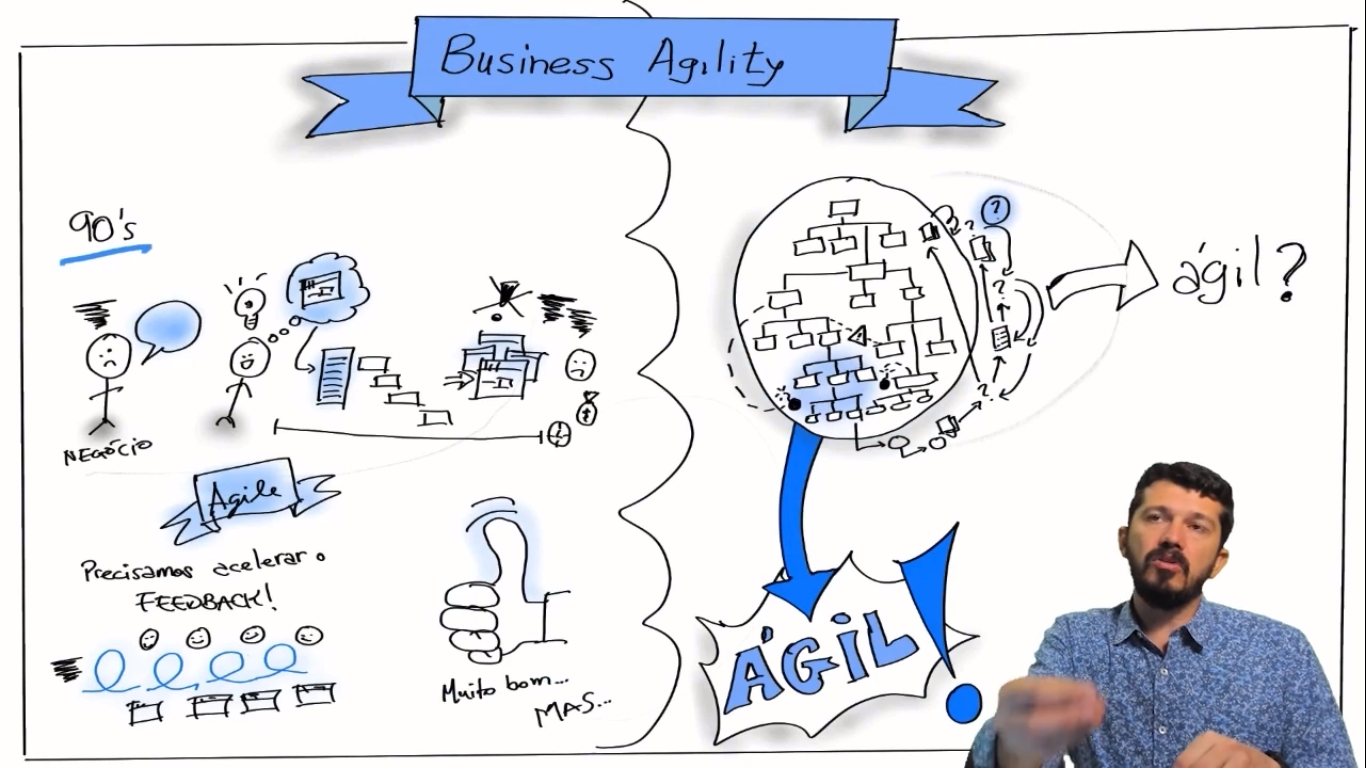 Business Agility
90's
NEGÓCIO
Agile
Precisamos acelerar o
FEEDBACK!
Muito bom...
MAS...
?
?
?
?
ágil?
ÁGIL!